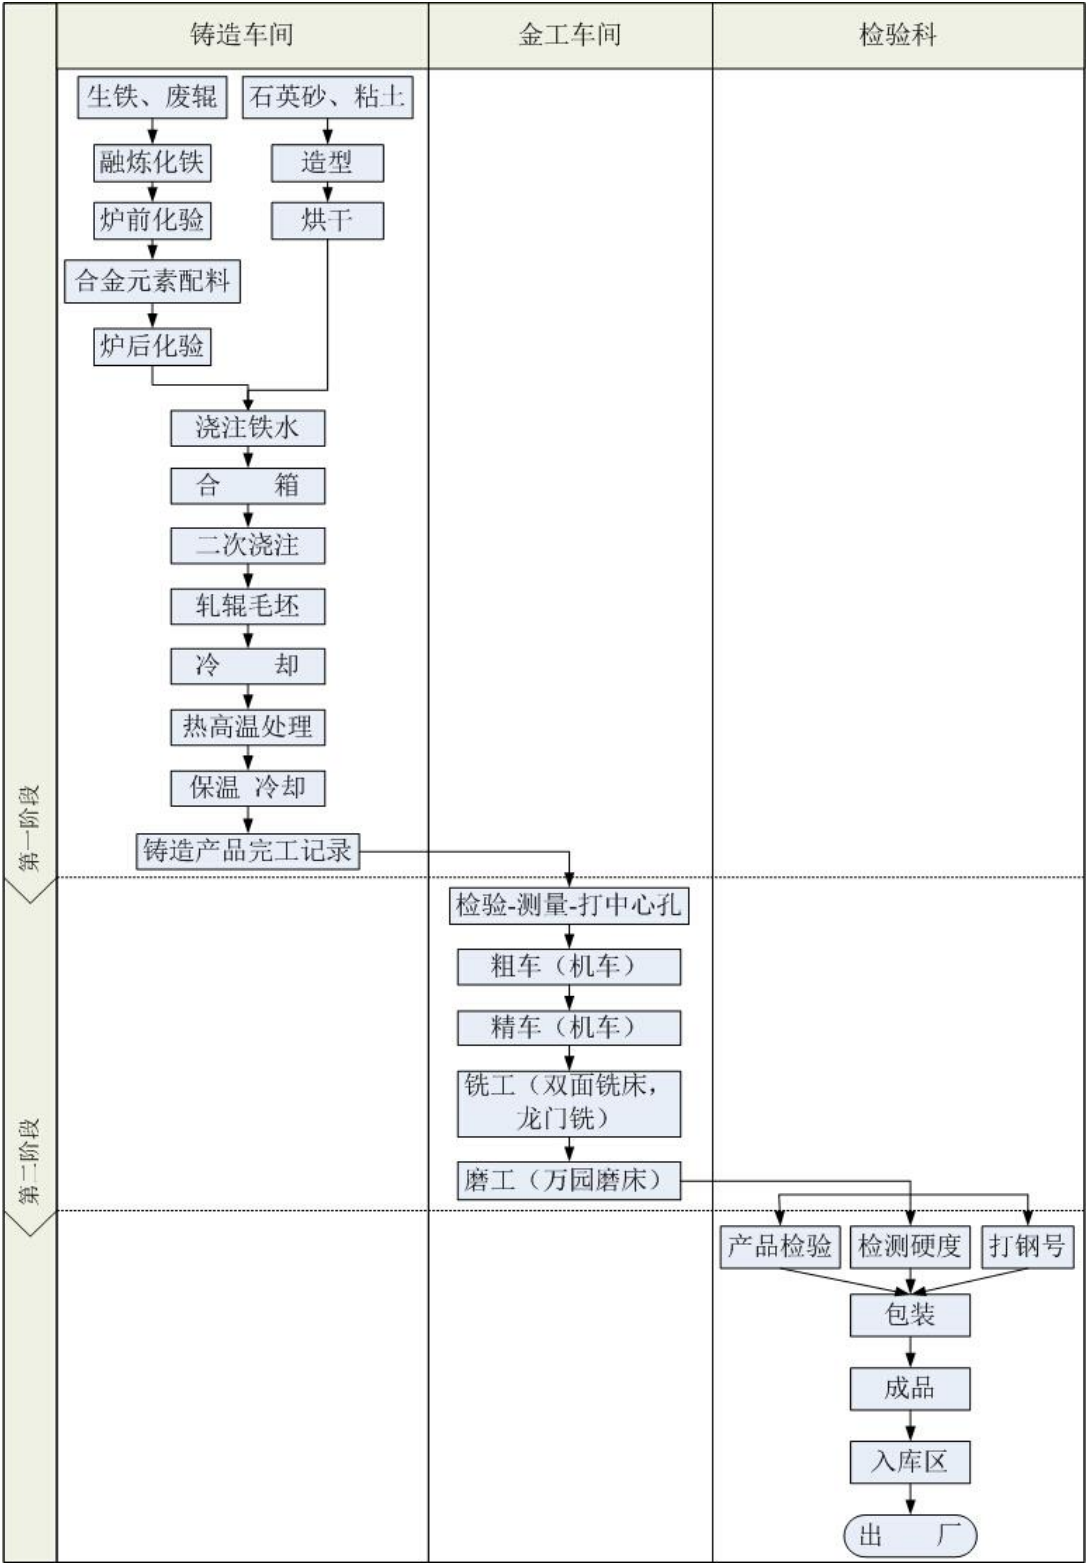 铸造车间
金工车间
检验科
生铁、废辊
石英砂、粘土
融炼化铁
造型
炉前化验
烘干
合金元素配料
炉后化验
浇注铁水
合 箱
二次浇注
轧辊毛坯
冷 却
热高温处理
保温 冷却
铸造产品完工记录
第一阶段
检验-测量-打中心孔
粗车（机车）
精车（机车）
铣工（双面铣床，
龙门铣）
磨工（万园磨床）
第二阶段
产品检验
检测硬度
打钢号
包装
成品
入库区
出 厂